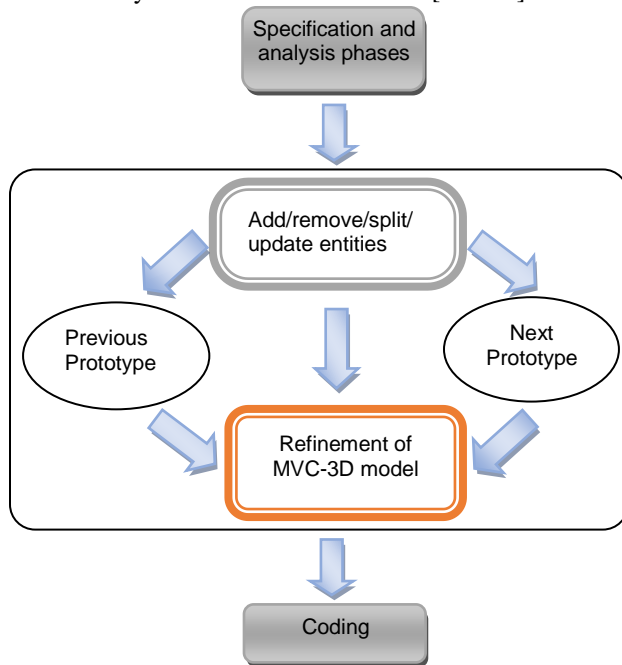 Specification and
analysis phases
Add/remove/split/
update entities
Previous
Prototype
Next
Prototype
Refinement of
MVC-3D model
Coding